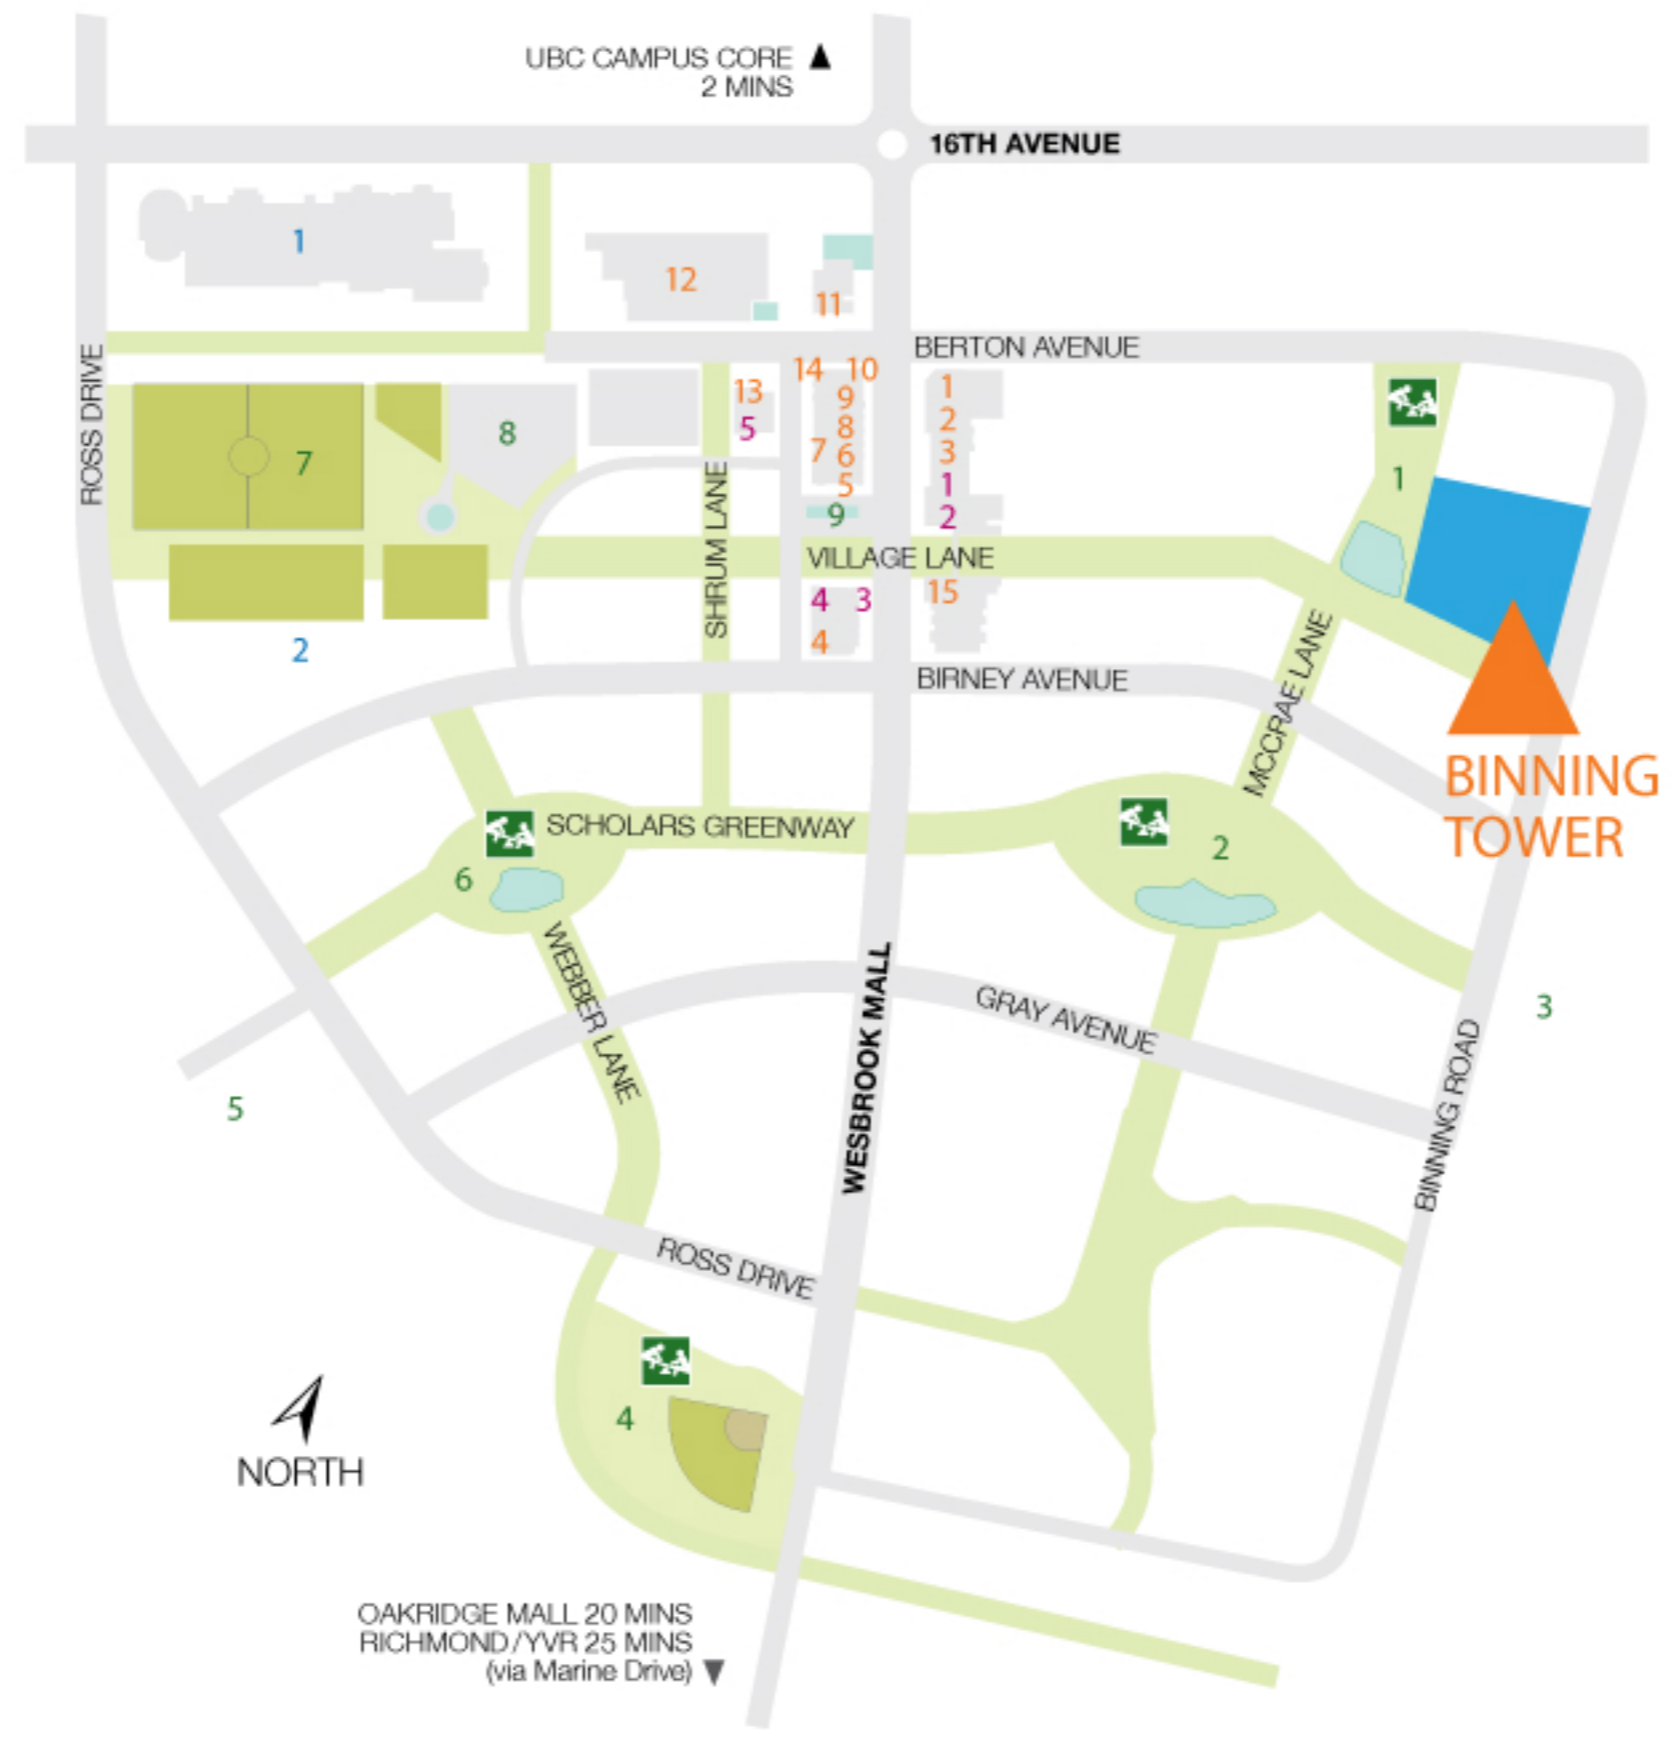 UBC CAMPUS CORE ▲
2 MINS
16TH AVENUE
1
12
11
BERTON AVENUE
ROSS DRIVE
14 10
13
9
5
8
7 6
5
9
1
2
3
1
2
8
7
1
SHRUM LANE
VILLAGE LANE
4 3
15
4
2
BIRNEY AVENUE
MCCRAE LANE
BINNING
TOWER
SCHOLARS GREENWAY
6
2
WEBBER LANE
WESBROOK MALL
GRAY AVENUE
3
BINNING ROAD
5
ROSS DRIVE
4
NORTH
OAKRIDGE MALL 20 MINS
RICHMOND/YVR 25 MINS
(via Marine Drive) ▼